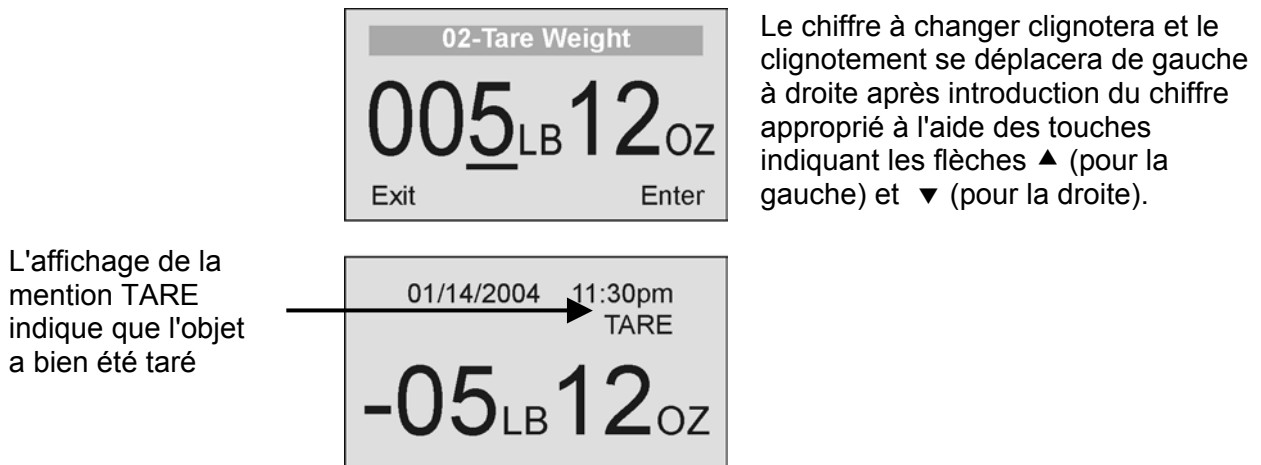 02-Tare Weight
005LB12OZ
Exit Enter
Le chiffre à changer clignotera et le
clignotement se déplacera de gauche
à droite après introduction du chiffre
approprié à l'aide des touches
indiquant les flèches ▲ (pour la
gauche) et ▼ (pour la droite).
L'affichage de la
mention TARE
indique que l'objet
a bien été taré
01/14/2004 11:30pm
TARE
-05LB12OZ